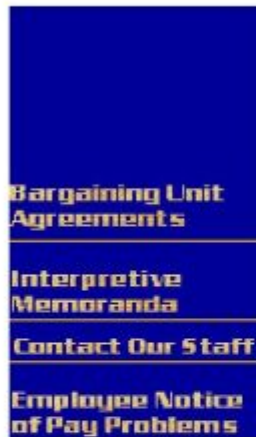 Bargaining Unit
Agreements
Interpretive
Memoranda
Contact Our Staff
Employee Notice
of Pay Problems